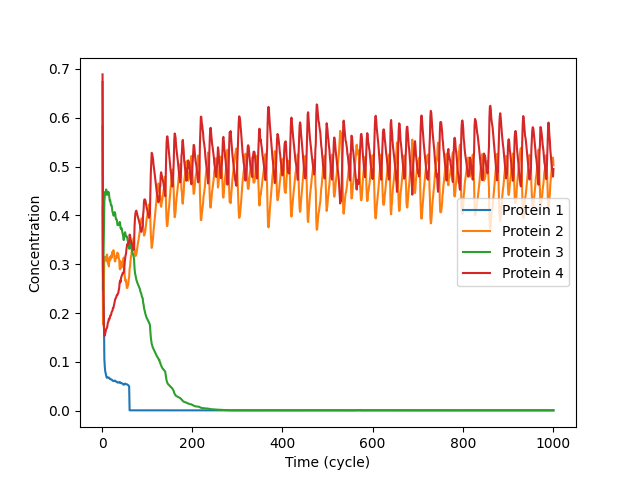 0.7
0.6
0.5
0.4
0.3
0.2
0.1
0.0
Concentration
Protein 1
Protein 2
Protein 3
Protein 4
0 200 400 600 800 1000
Time (cycle)